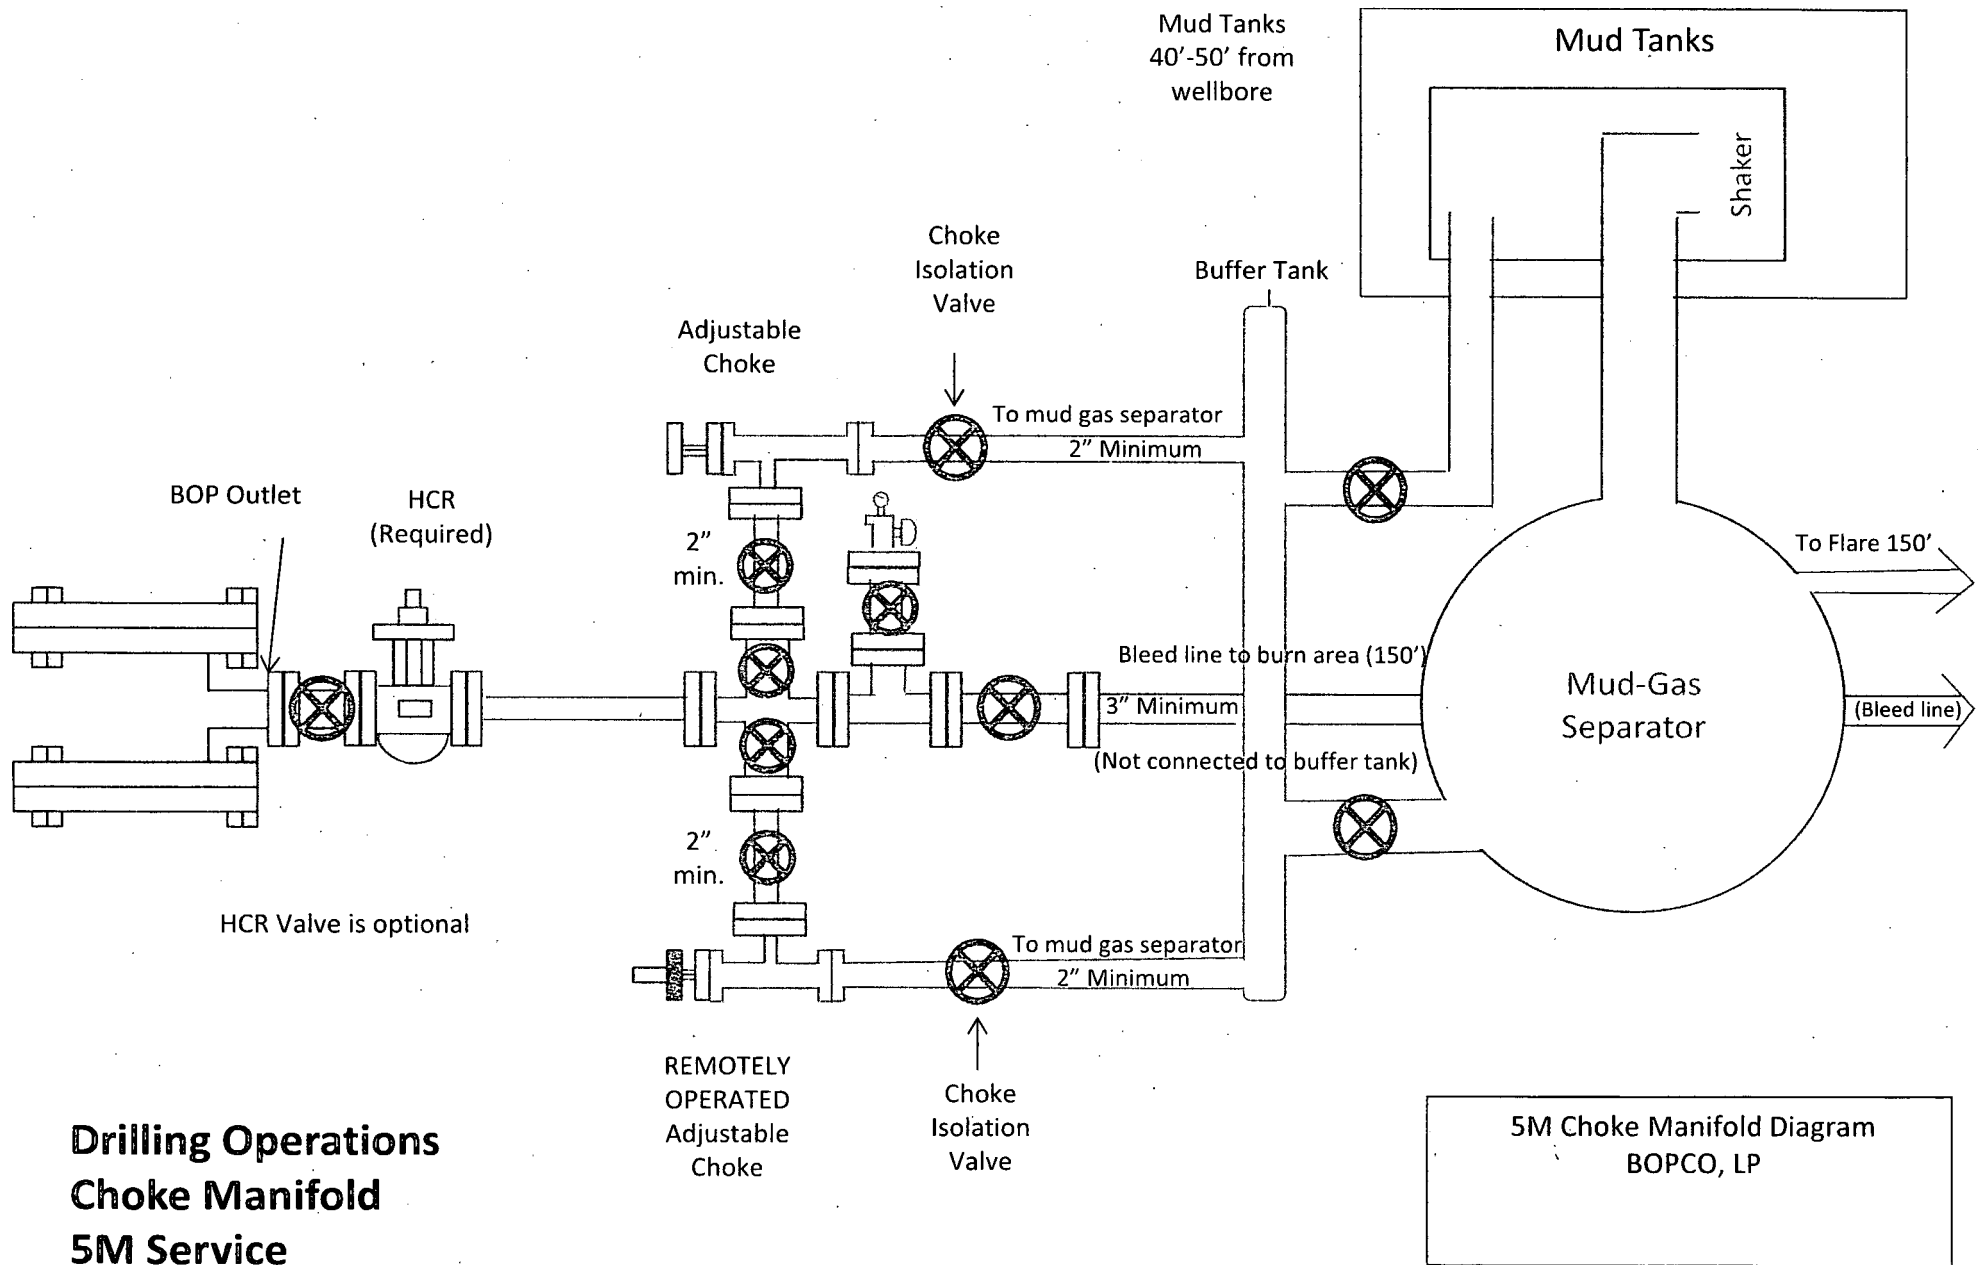 Mud Tanks
40'-50' from
wellbore
Mud Tanks
Shaker
Choke
Isolation
Valve
Buffer Tank
Adjustable
Choke
To mud gas separator
2" Minimum
BOP Outlet
HCR
(Required)
2"
min.
To Flare 150'
Bleed line to burn area (150')
3" Minimum
(Not connected to buffer tank)
Mud-Gas
Separator
(Bleed line)
2"
min.
HCR Valve is optional
To mud gas separator
2" Minimum
REMOTELY
OPERATED
Adjustable
Choke
Choke
Isolation
Valve
Drilling Operations
Choke Manifold
5M Service
5M Choke Manifold Diagram
BOPCO, LP